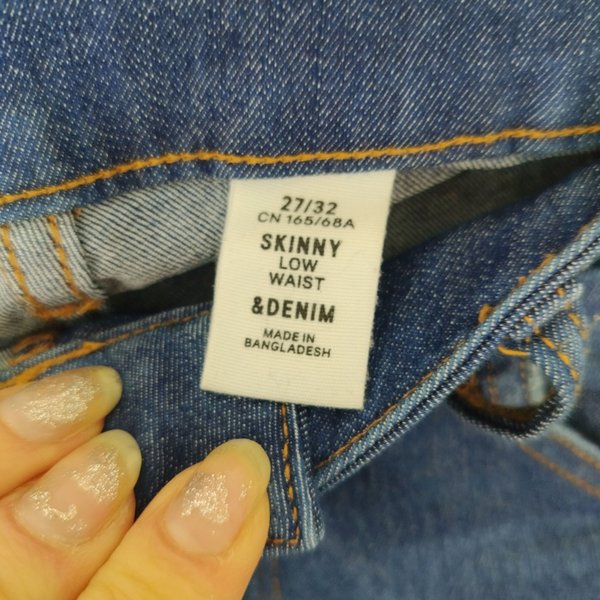 27/32
CN 165/68A
SKINNY
LOW
WAIST
&DENIM
MADE IN
BANGLADESH